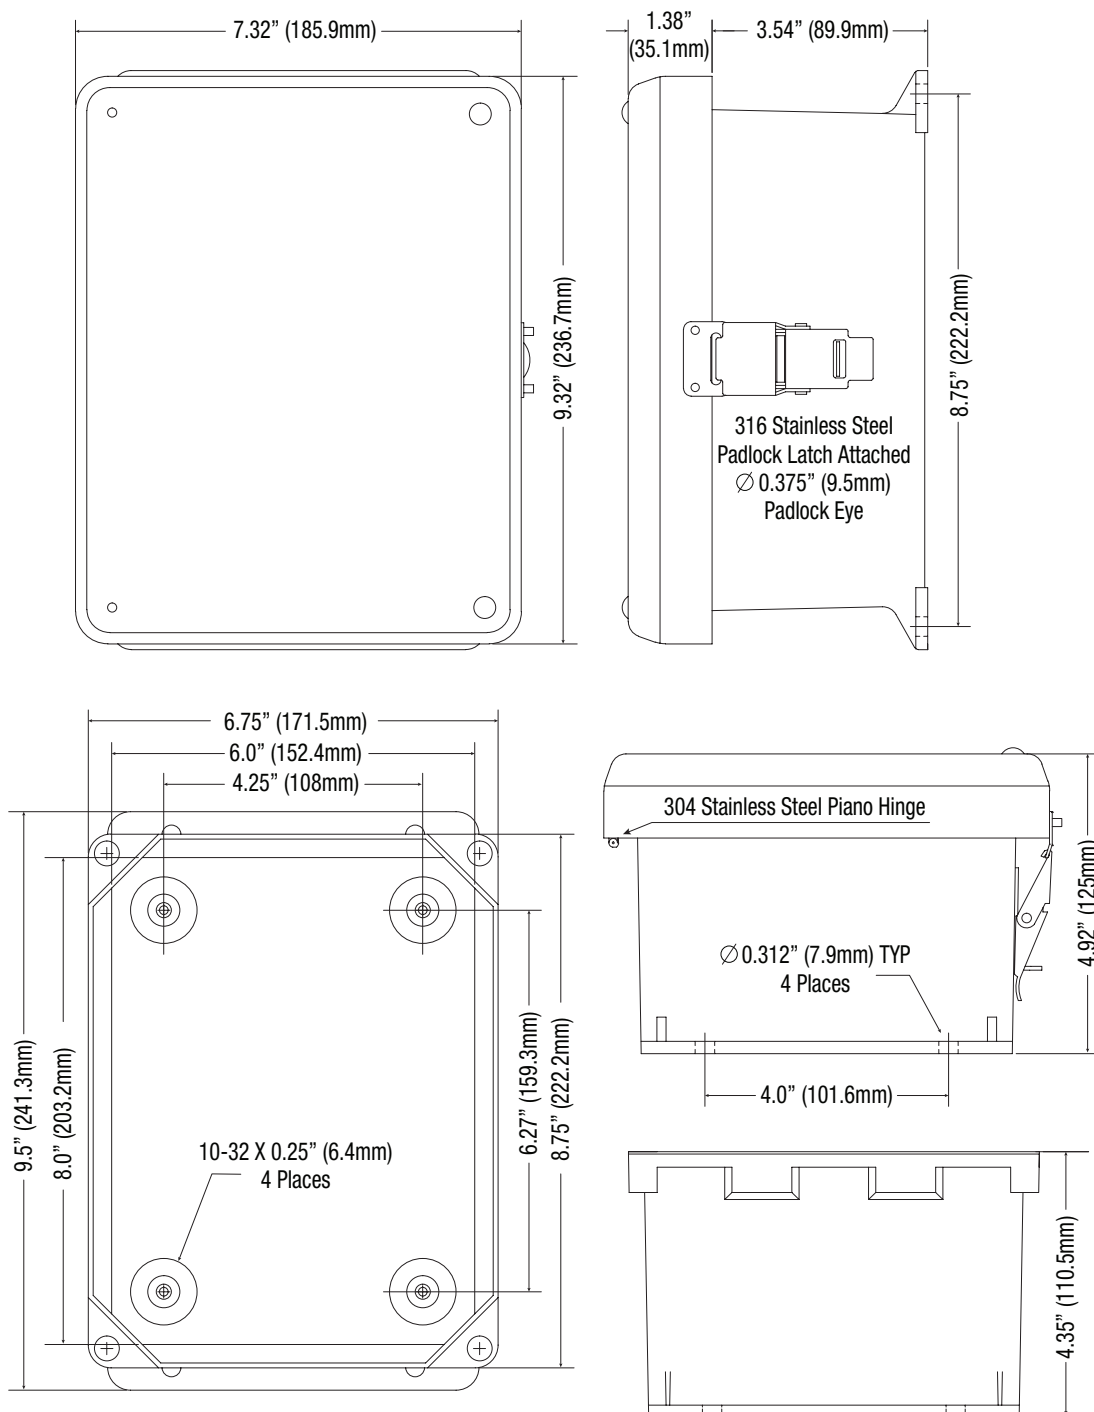 7.32” (185.9mm)
1.38”
(35.1mm)
3.54” (89.9mm)
9.32” (236.7mm)
8.75” (222.2mm)
316 Stainless Steel
Padlock Latch Attached
∅ 0.375” (9.5mm)
Padlock Eye
6.75” (171.5mm)
6.0” (152.4mm)
4.25” (108mm)
304 Stainless Steel Piano Hinge
4.92” (125mm)
∅ 0.312” (7.9mm) TYP
4 Places
4.0” (101.6mm)
9.5” (241.3mm)
8.0” (203.2mm)
6.27” (159.3mm)
8.75” (222.2mm)
10-32 X 0.25” (6.4mm)
4 Places
4.35” (110.5mm)